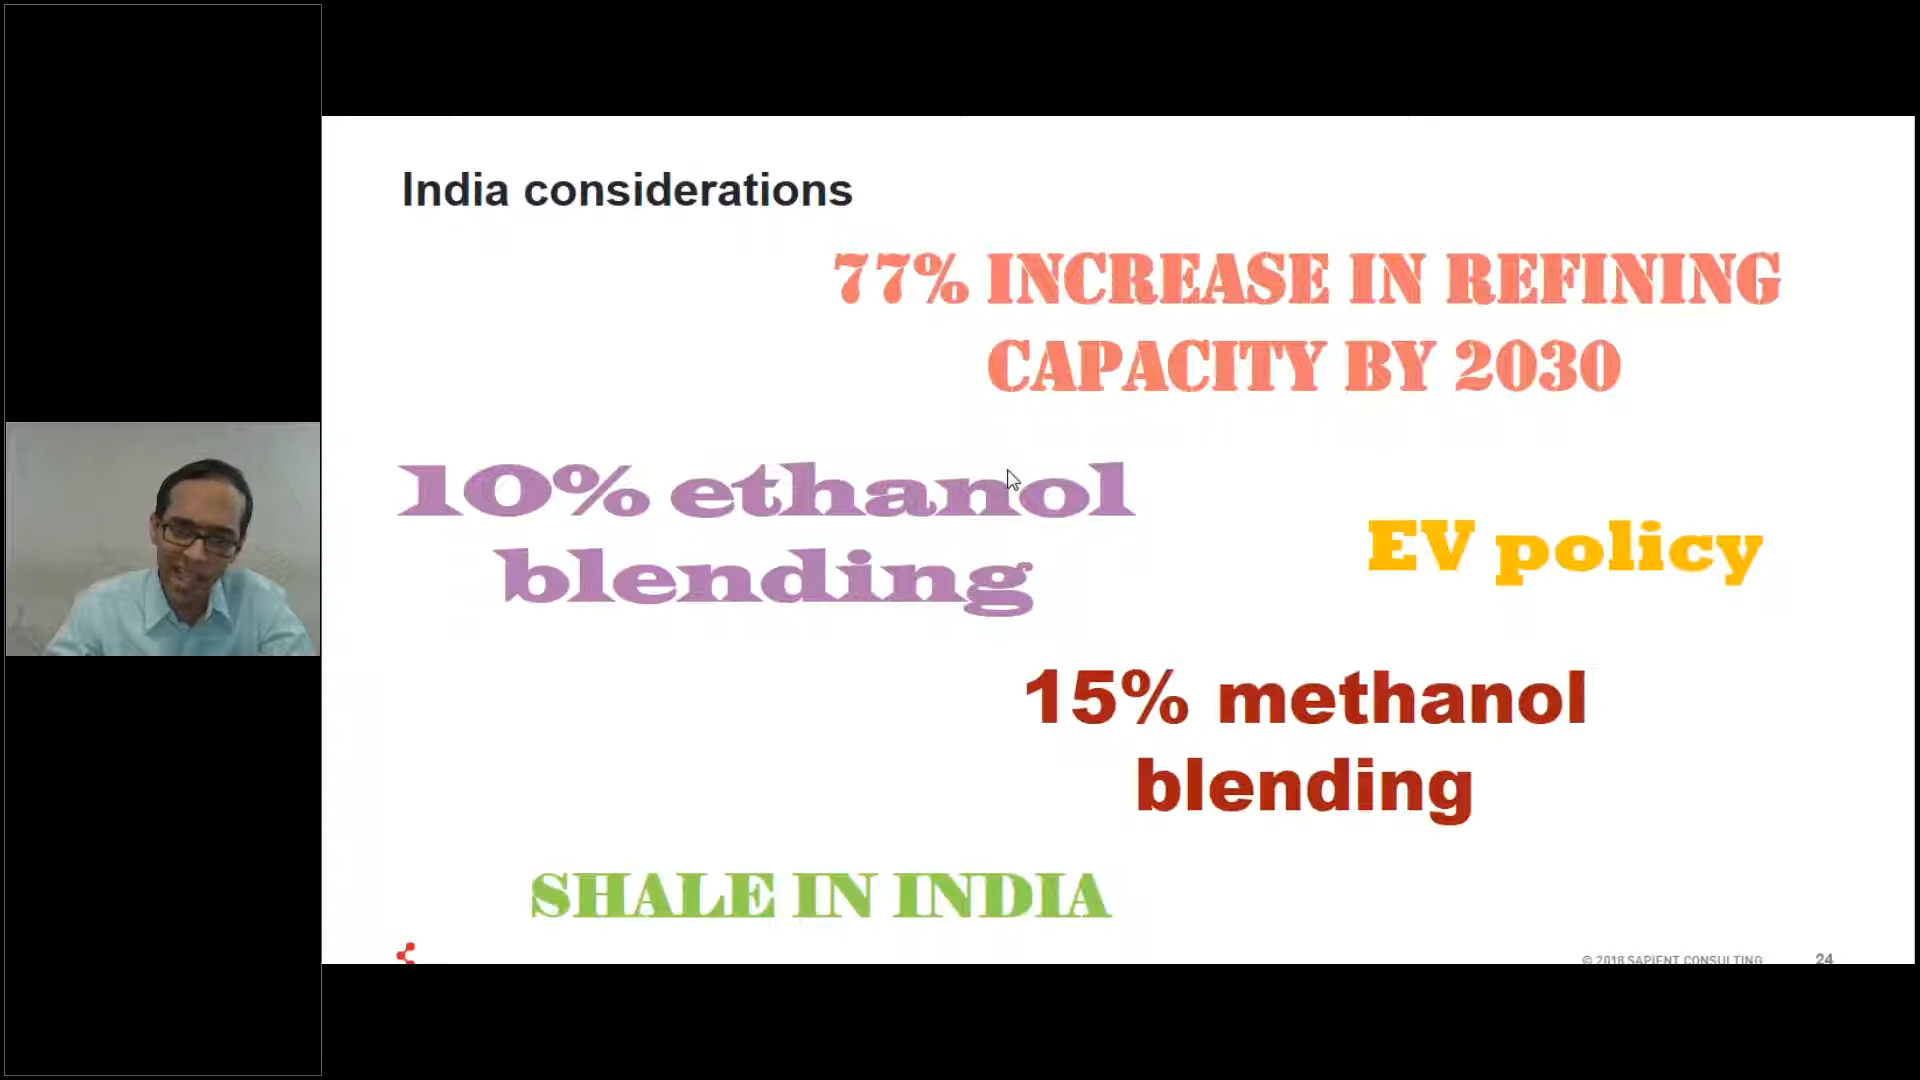 India considerations
77% INCREASE IN REFINING
CAPACITY BY 2030
10% ethanol
blending
EV policy
15% methanol
blending
SHALE IN INDIA
© 2018 SAPIENT CONSULTING 24